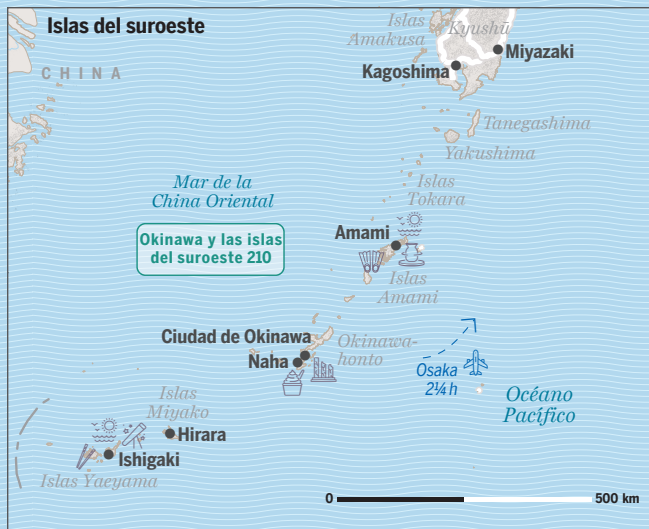 Islas del suroeste
CHINA
Islas
Amakusa
Kyushū
Miyazaki
Kagoshima
Tanegashima
Yakushima
Mar de la
China Oriental
Islas
Tokara
Okinawa y las islas
del suroeste 210
Amami
Islas
Amami
Ciudad de Okinawa
Okinawa-
honto
Naha
Osaka
2¼ h
Océano
Pacífico
Islas
Miyako
Hirara
Ishigaki
Islas Yaeyama
0
500 km